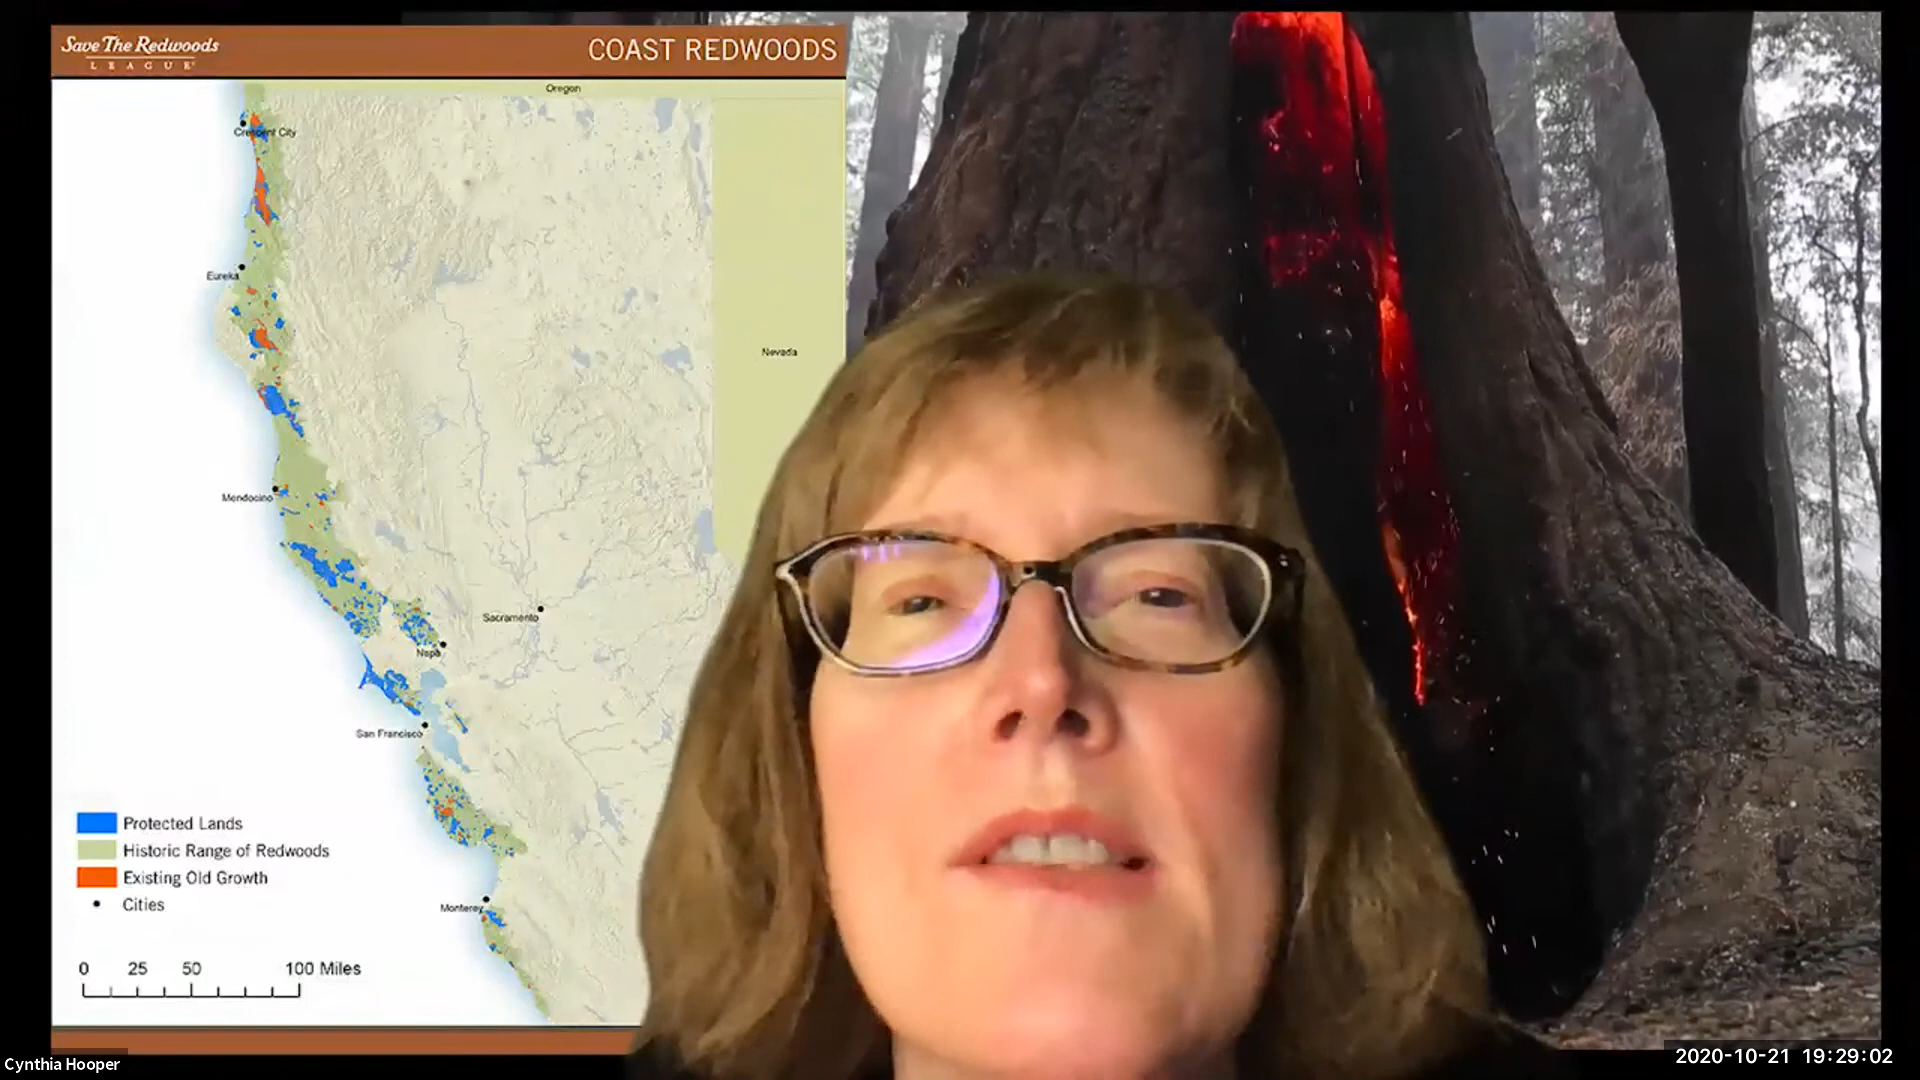 Save The Redwoods
LEAGUE
COAST REDWOODS
Oregon
Crescent City
Eureka
Nevada
Mendocino
Sacramento
Napa
San Francisco
Protected Lands
Historic Range of Redwoods
Existing Old Growth
Cities
Monterey
0 25 50 100 Miles
Cynthia Hooper
2020-10-21 19:29:02